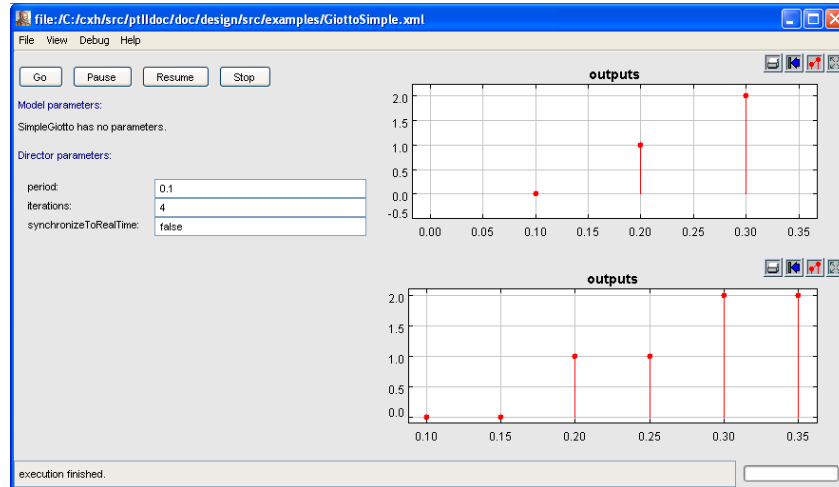 file:/C:/cxh/src/ptIIdoc/doc/design/src/examples/GiottoSimple.xml
File View Debug Help
Go Pause Resume Stop
Model parameters:
SimpleGiotto has no parameters.
Director parameters:
period: 0.1
iterations: 4
synchronizeToRealTime: false
outputs
2.0
1.5
1.0
0.5
0.0
-0.5
0.00 0.05 0.10 0.15 0.20 0.25 0.30 0.35
outputs
2.0
1.5
1.0
0.5
0.0
0.10 0.15 0.20 0.25 0.30 0.35
execution finished.